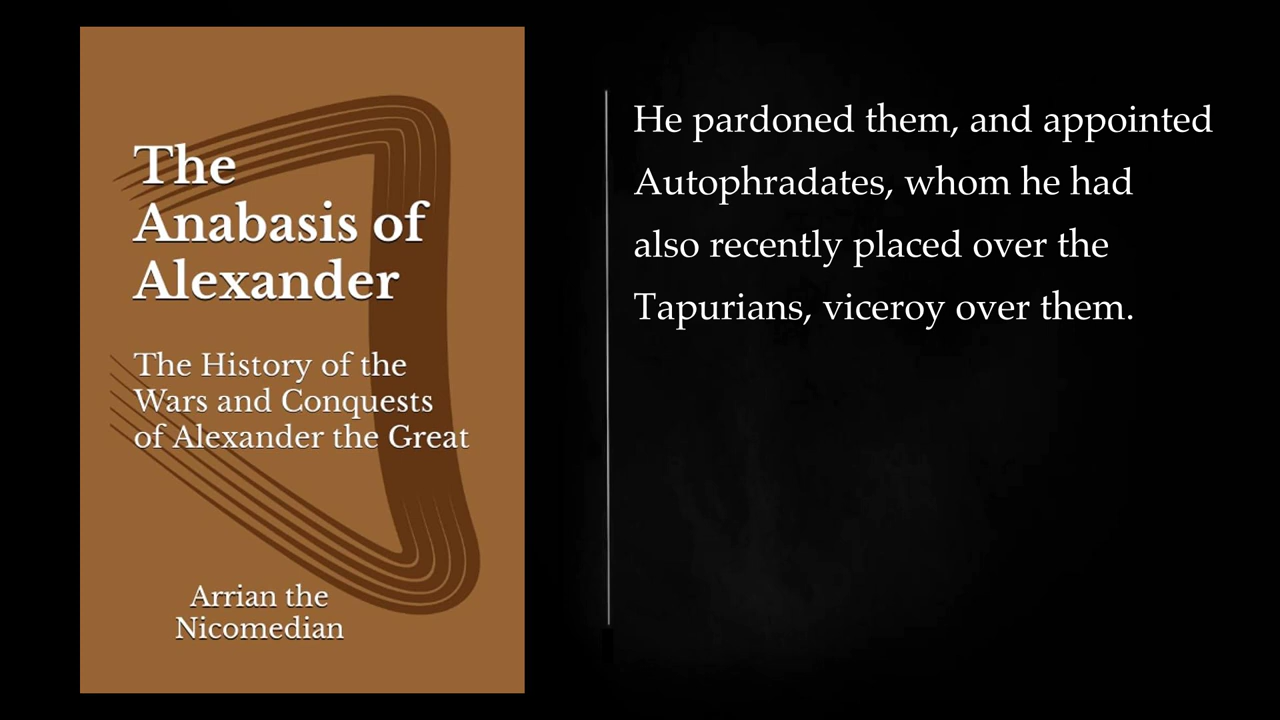 The
Anabasis of
Alexander
The History of the
Wars and Conquests
of Alexander the Great
Arrian the
Nicomedian
He pardoned them, and appointed
Autophradates, whom he had
also recently placed over the
Tapurians, viceroy over them.